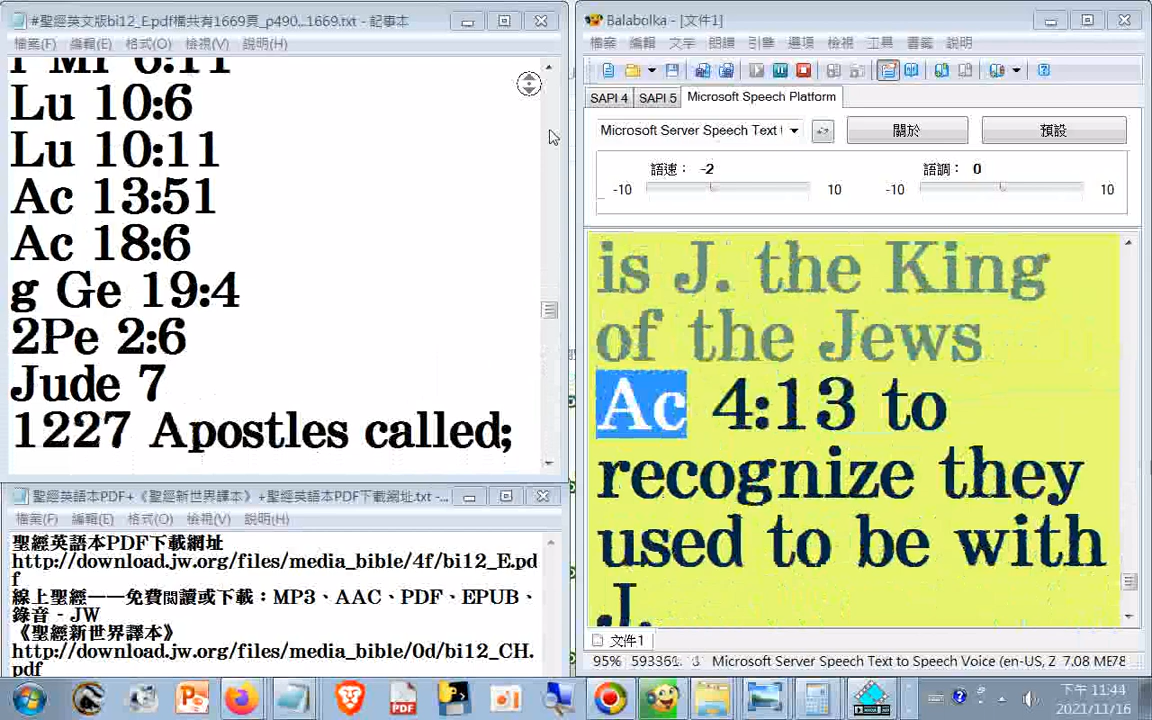 #聖經英文版bi12_E.pdf檔共有1669頁_p490,..1669.txt - 記事本
檔案(F) 編輯(E) 格式(O) 檢視(V) 說明(H)
r Mr 6:11
Lu 10:6
Lu 10:11
Ac 13:51
Ac 18:6
g Ge 19:4
2Pe 2:6
Jude 7
1227 Apostles called;
聖經英語本PDF+《聖經新世界譯本》+聖經英語本PDF下載網址.txt - ...
檔案(F) 編輯(E) 格式(O) 檢視(V) 說明(H)
聖經英語本PDF下載網址
http://download.jw.org/files/media_bible/4f/bi12_E.pd
f
線上聖經——免費閱讀或下載：MP3、AAC、PDF、EPUB、
錄音 - JW
《聖經新世界譯本》
http://download.jw.org/files/media_bible/0d/bi12_CH.
pdf
Balabolka - [文件1]
檔案 編輯 文字 朗讀 引擎 選項 檢視 工具 書籤 說明
SAPI 4 SAPI 5 Microsoft Speech Platform
Microsoft Server Speech Text 關於 預設
語速： -2 語調： 0
-10 10 -10 10
is J. the King
of the Jews
Ac 4:13 to
recognize they
used to be with
J.
文件1
95% Microsoft Server Speech Text to Speech Voice (en-US, Z 7.08 ME
下午 11:44
2021/11/16